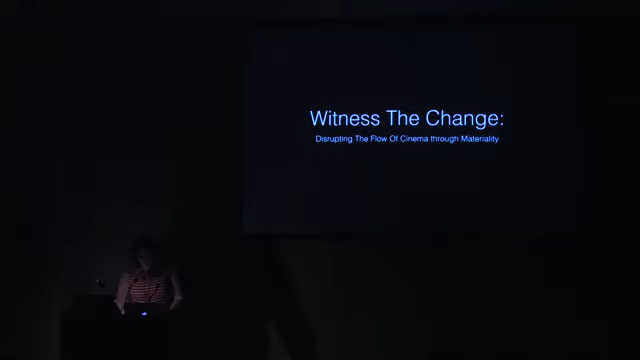 Witness The Change:
Disrupting The Flow Of Cinema through Materiality